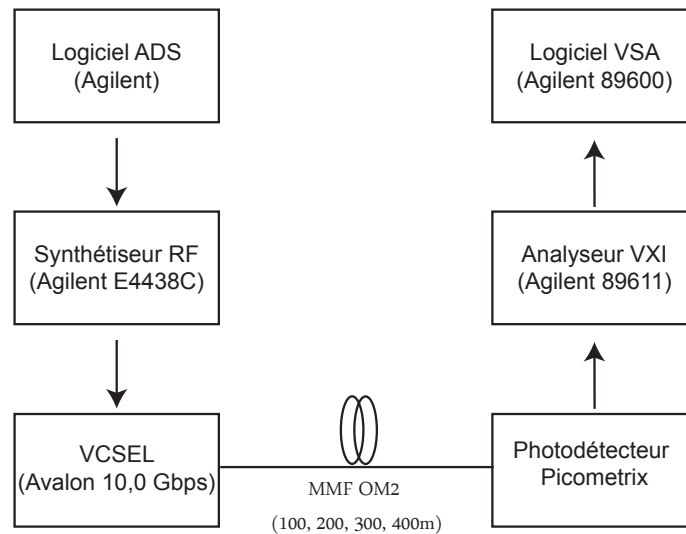 Logiciel ADS
(Agilent)
Logiciel VSA
(Agilent 89600)
Synthétiseur RF
(Agilent E4438C)
Analyseur VXI
(Agilent 89611)
VCSEL
(Avalon 10,0 Gbps)
MMF OM2
(100, 200, 300, 400m)
Photodétecteur
Picometrix